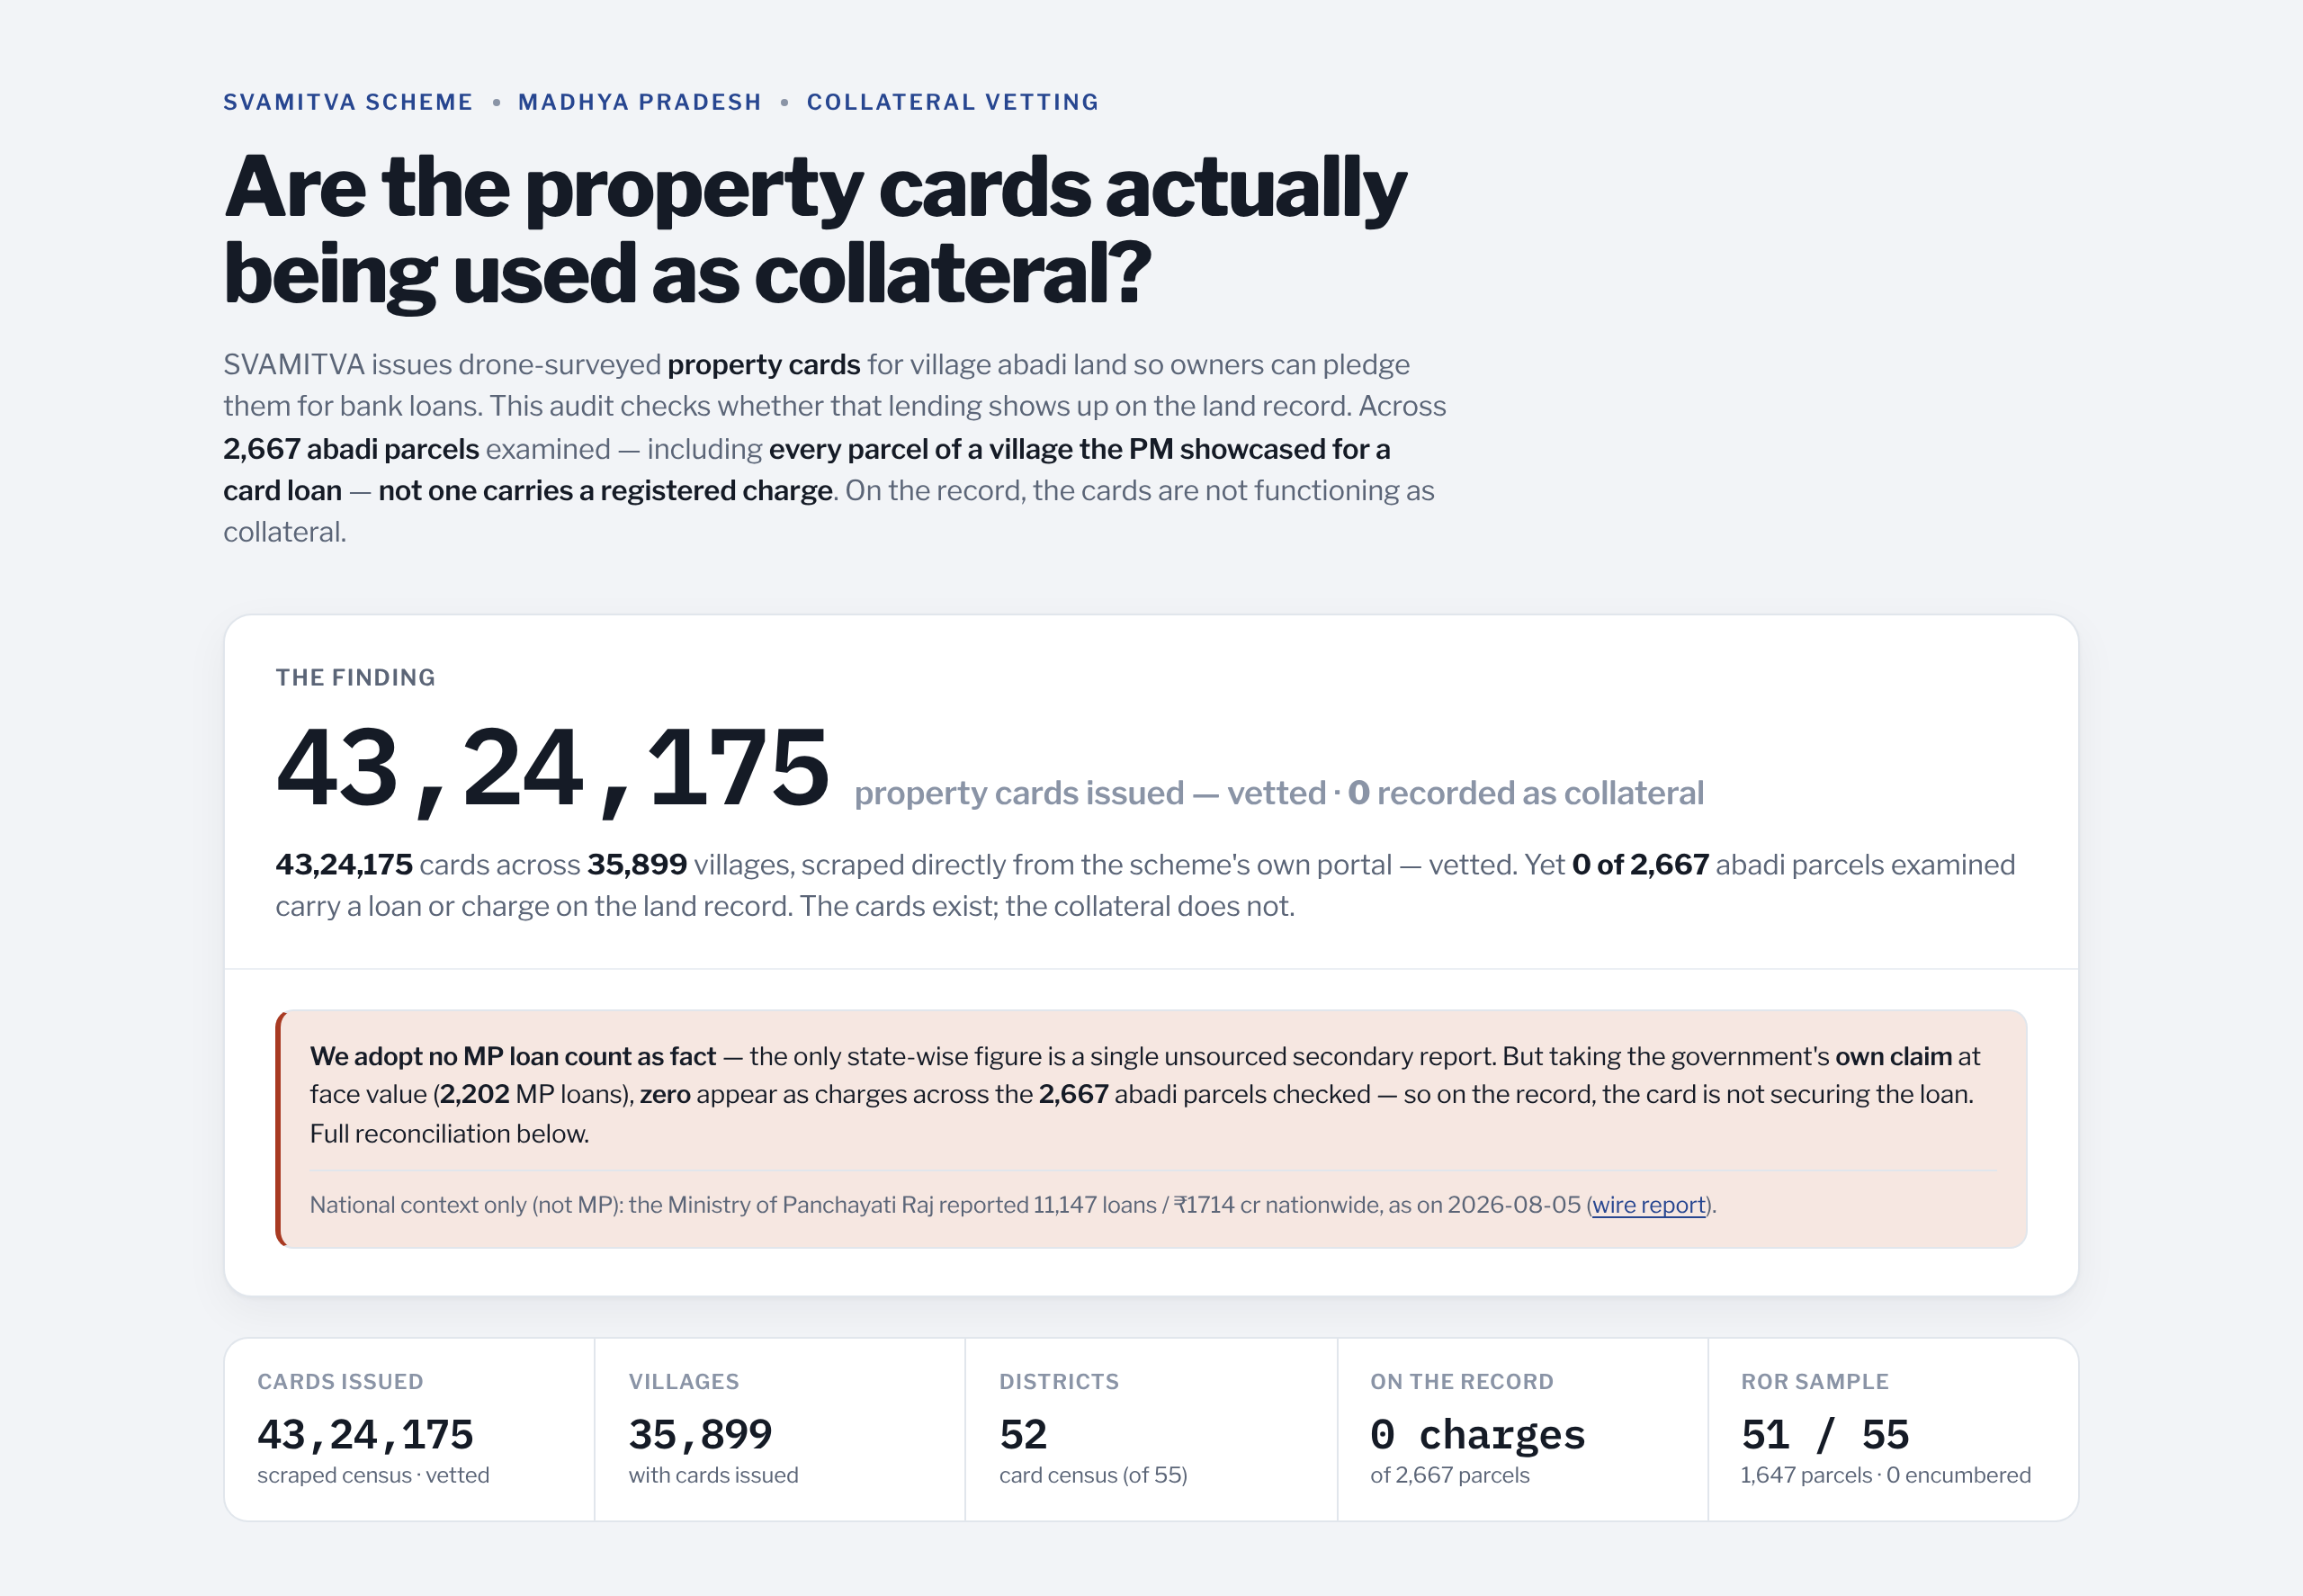 SVAMITVA SCHEME • MADHYA PRADESH • COLLATERAL VETTING
Are the property cards actually
being used as collateral?
SVAMITVA issues drone-surveyed property cards for village abadi land so owners can pledge
them for bank loans. This audit checks whether that lending shows up on the land record. Across
2,667 abadi parcels examined — including every parcel of a village the PM showcased for a
card loan — not one carries a registered charge. On the record, the cards are not functioning as
collateral.
THE FINDING
43,24,175 property cards issued — vetted · 0 recorded as collateral
43,24,175 cards across 35,899 villages, scraped directly from the scheme's own portal — vetted. Yet 0 of 2,667 abadi parcels examined
carry a loan or charge on the land record. The cards exist; the collateral does not.
We adopt no MP loan count as fact — the only state-wise figure is a single unsourced secondary report. But taking the government's own claim at
face value (2,202 MP loans), zero appear as charges across the 2,667 abadi parcels checked — so on the record, the card is not securing the loan.
Full reconciliation below.
National context only (not MP): the Ministry of Panchayati Raj reported 11,147 loans / ₹1714 cr nationwide, as on 2026-08-05 (wire report).
CARDS ISSUED
43,24,175
scraped census · vetted
VILLAGES
35,899
with cards issued
DISTRICTS
52
card census (of 55)
ON THE RECORD
0 charges
of 2,667 parcels
ROR SAMPLE
51 / 55
1,647 parcels · 0 encumbered